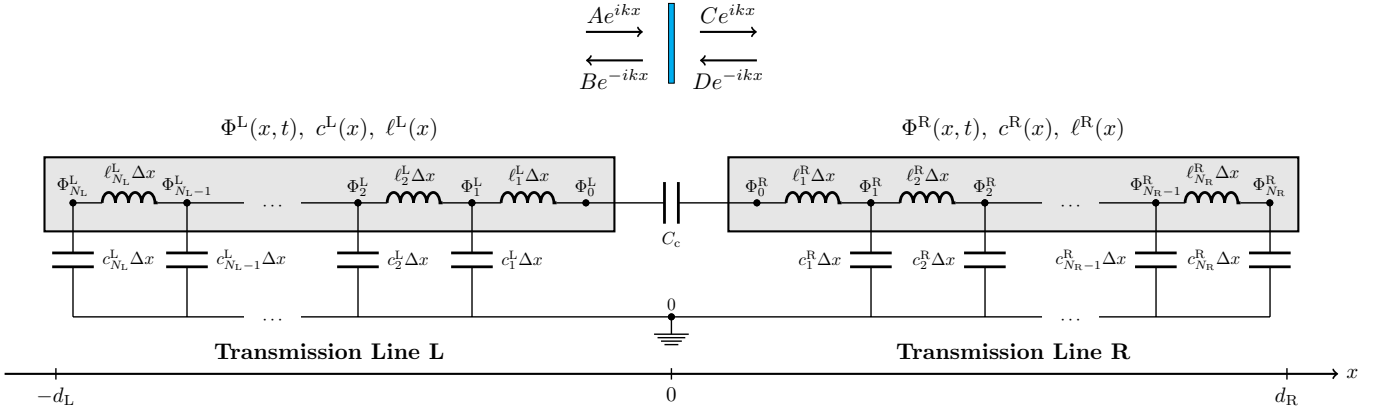 Ae^{ikx} Ce^{ikx}
Be^{-ikx} De^{-ikx}
Φ^L(x,t), c^L(x), ℓ^L(x) Φ^R(x,t), c^R(x), ℓ^R(x)
Φ^L_{N_L} ℓ^L_{N_L}Δx Φ^L_{N_L−1} ... Φ^L_2 ℓ^L_2Δx Φ^L_1 ℓ^L_1Δx Φ^L_0 C_c Φ^R_0 ℓ^R_1Δx Φ^R_1 ℓ^R_2Δx Φ^R_2 ... Φ^R_{N_R−1} ℓ^R_{N_R}Δx Φ^R_{N_R}
c^L_{N_L}Δx c^L_{N_L−1}Δx c^L_2Δx c^L_1Δx c^R_1Δx c^R_2Δx c^R_{N_R−1}Δx c^R_{N_R}Δx
... 0 ...
Transmission Line L Transmission Line R
x
−d_L 0 d_R